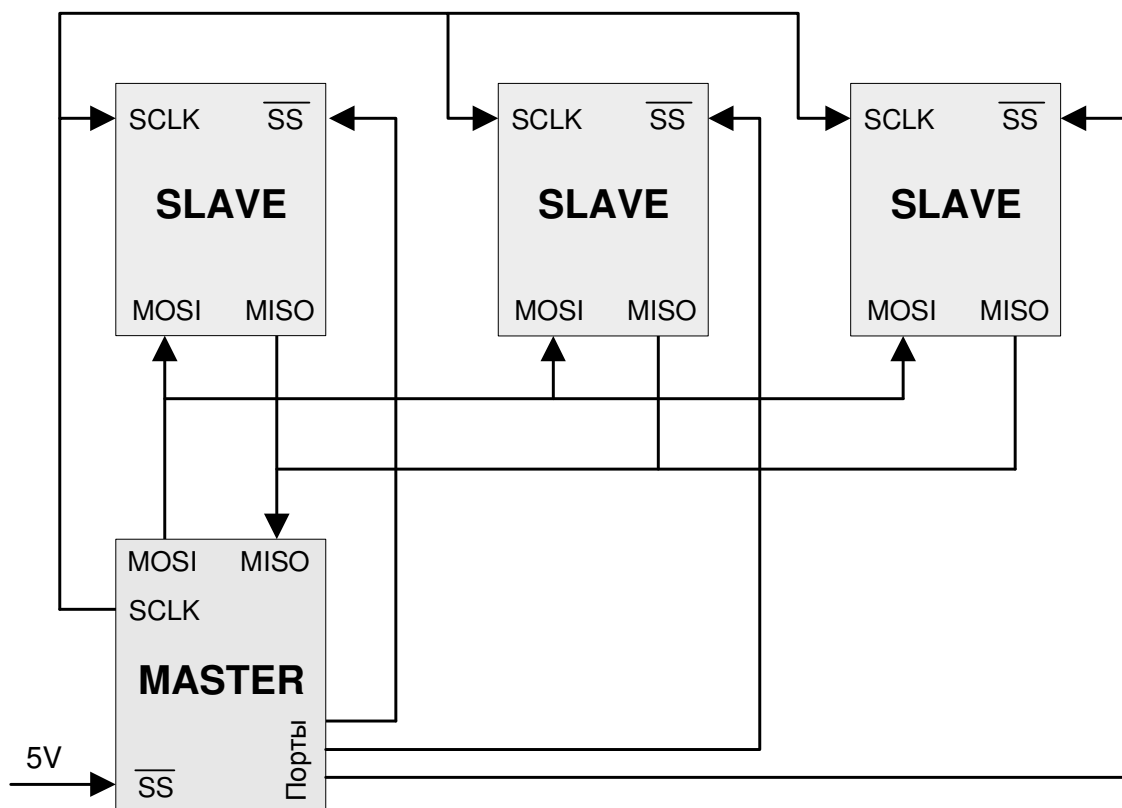 SCLK SS SCLK SS SCLK SS
SLAVE SLAVE SLAVE
MOSI MISO MOSI MISO MOSI MISO
MOSI MISO
SCLK
MASTER
Порты
5V
SS